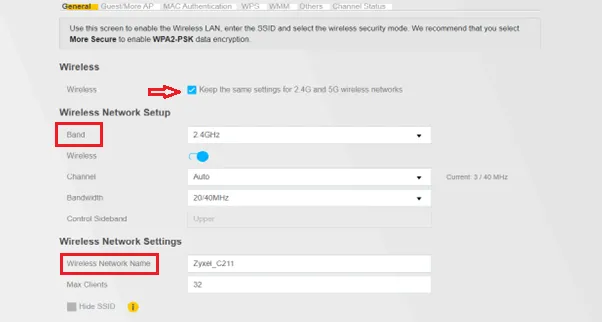 General Guest/More AP MAC Authentication WPS WMM Others Channel Status
Use this screen to enable the Wireless LAN, enter the SSID and select the wireless security mode. We recommend that you select
More Secure to enable WPA2-PSK data encryption.
Wireless
Wireless Keep the same settings for 2.4G and 5G wireless networks
Wireless Network Setup
Band 2.4GHz
Wireless
Channel Auto Current: 3 / 40 MHz
Bandwidth 20/40MHz
Control Sideband Upper
Wireless Network Settings
Wireless Network Name Zyxel_C211
Max Clients 32
Hide SSID i